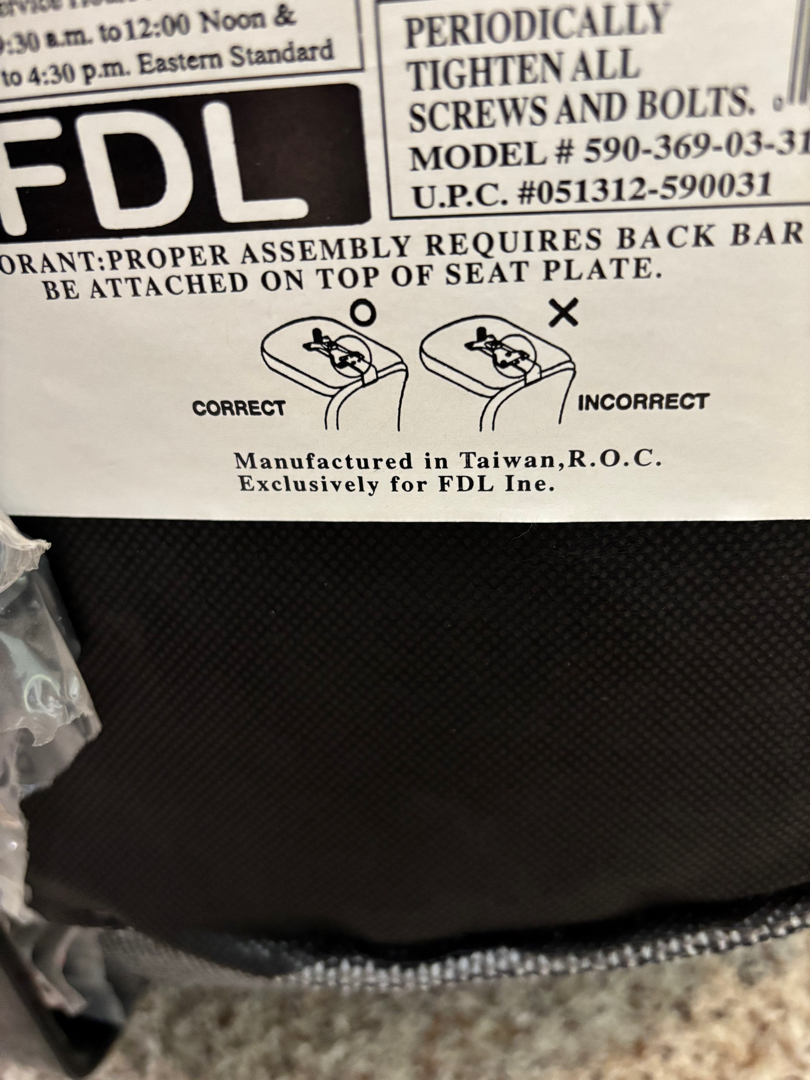 9:30 a.m. to 12:00 Noon &
to 4:30 p.m. Eastern Standard
FDL
PERIODICALLY
TIGHTEN ALL
SCREWS AND BOLTS.
MODEL # 590-369-03-31
U.P.C. #051312-590031
ORANT:PROPER ASSEMBLY REQUIRES BACK BAR
BE ATTACHED ON TOP OF SEAT PLATE.
O X
CORRECT
INCORRECT
Manufactured in Taiwan,R.O.C.
Exclusively for FDL Ine.